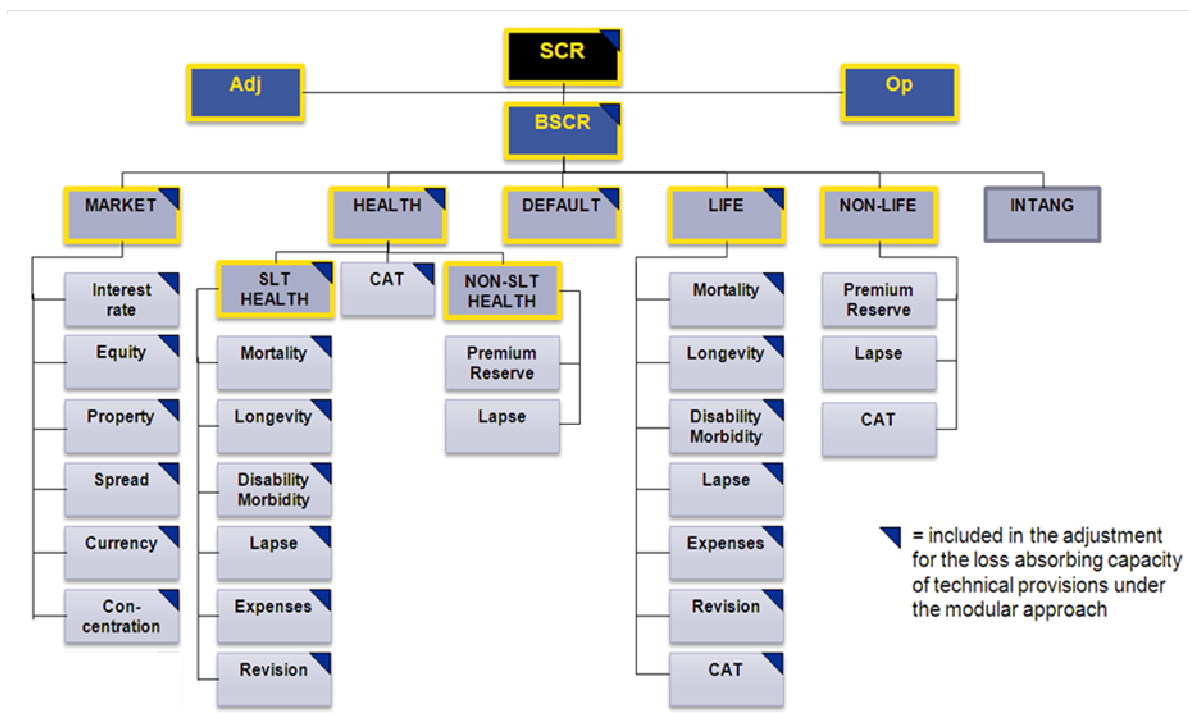 SCR
Adj
Op
BSCR
MARKET
HEALTH
DEFAULT
LIFE
NON-LIFE
INTANG
Interest
rate
Equity
Property
Spread
Currency
Con-
centration
SLT
HEALTH
Mortality
Longevity
Disability
Morbidity
Lapse
Expenses
Revision
CAT
NON-SLT
HEALTH
Premium
Reserve
Lapse
Mortality
Longevity
Disability
Morbidity
Lapse
Expenses
Revision
CAT
Premium
Reserve
Lapse
CAT
= included in the adjustment
for the loss absorbing capacity
of technical provisions under
the modular approach